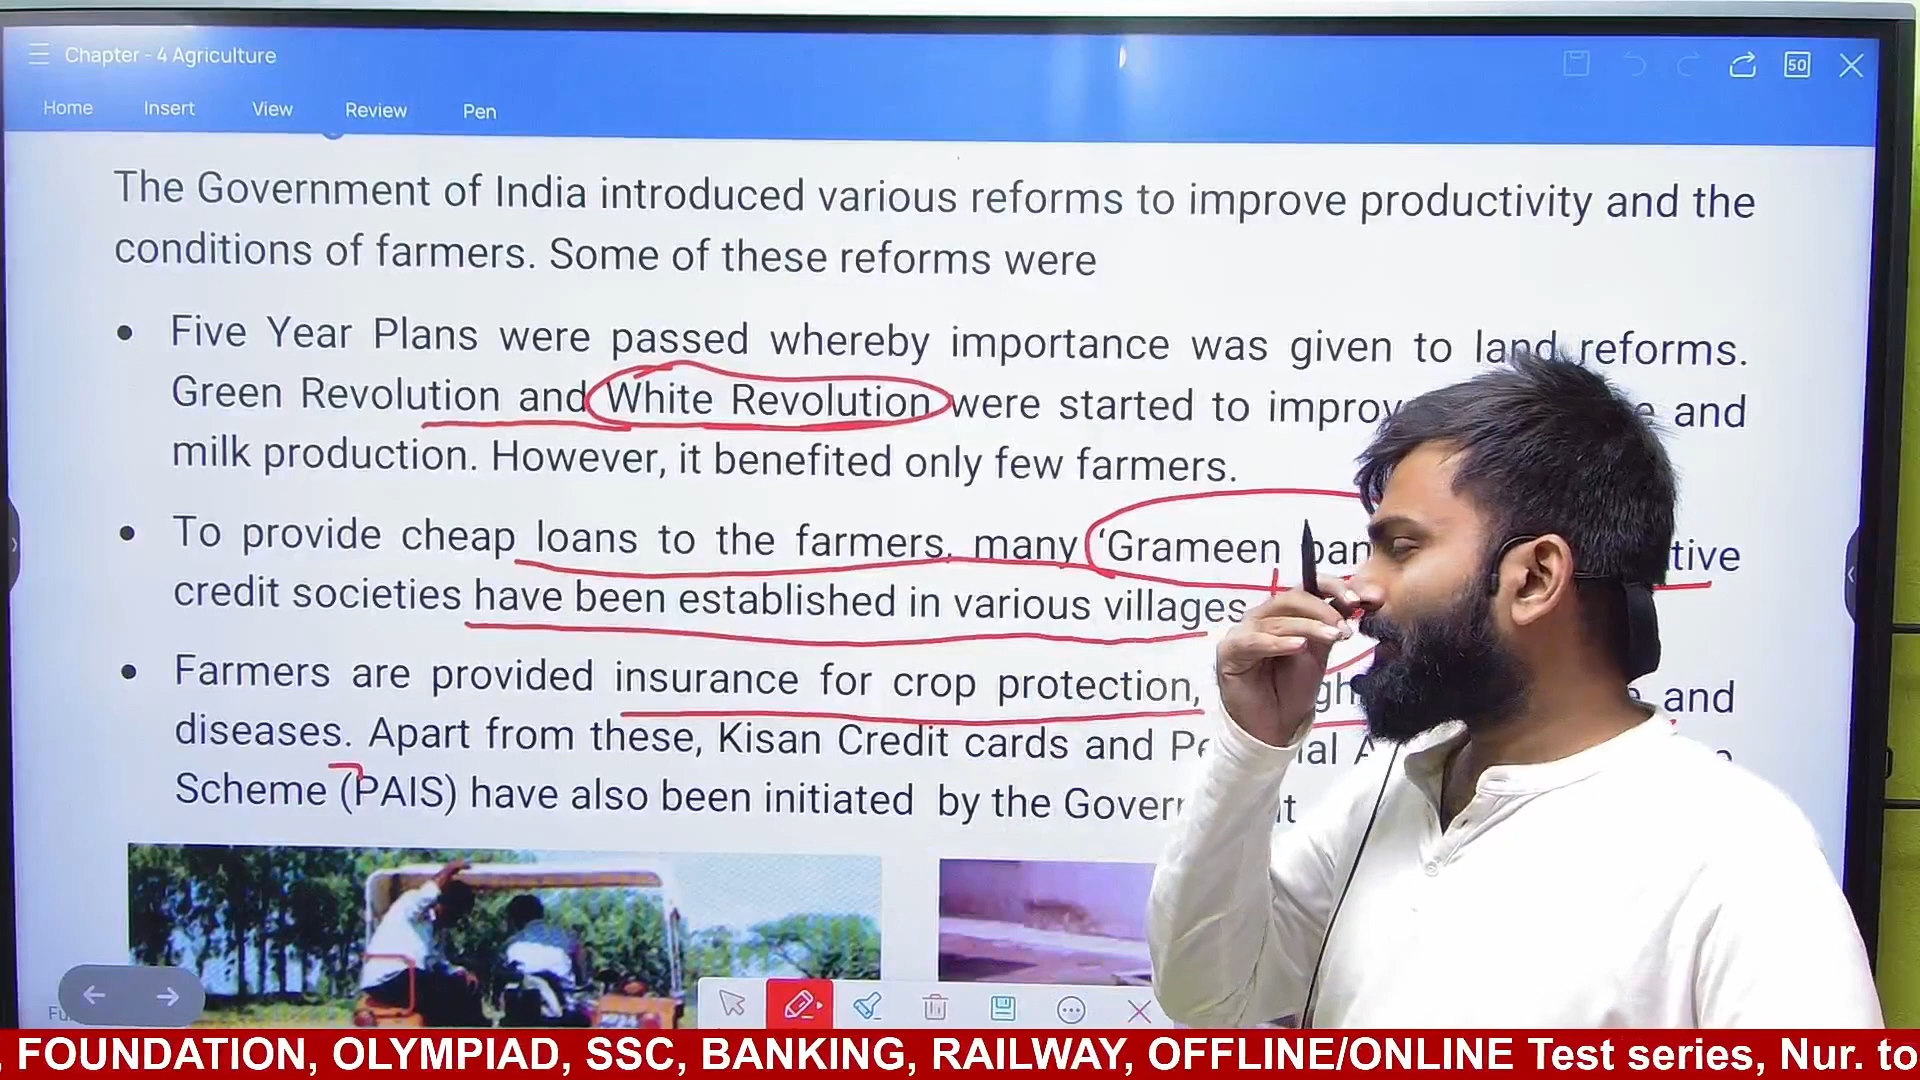 Chapter - 4 Agriculture
50
Home Insert View Review Pen
The Government of India introduced various reforms to improve productivity and the
conditions of farmers. Some of these reforms were
• Five Year Plans were passed whereby importance was given to land reforms.
Green Revolution and White Revolution were started to and
milk production. However, it benefited only few farmers.
• To provide cheap loans to the farmers, many ‘Grameen
credit societies have been established in various villages
• Farmers are provided insurance for crop protection, and
diseases. Apart from these, Kisan Credit cards and
Scheme (PAIS) have also been initiated by the
, FOUNDATION, OLYMPIAD, SSC, BANKING, RAILWAY, OFFLINE/ONLINE Test series, Nur. to